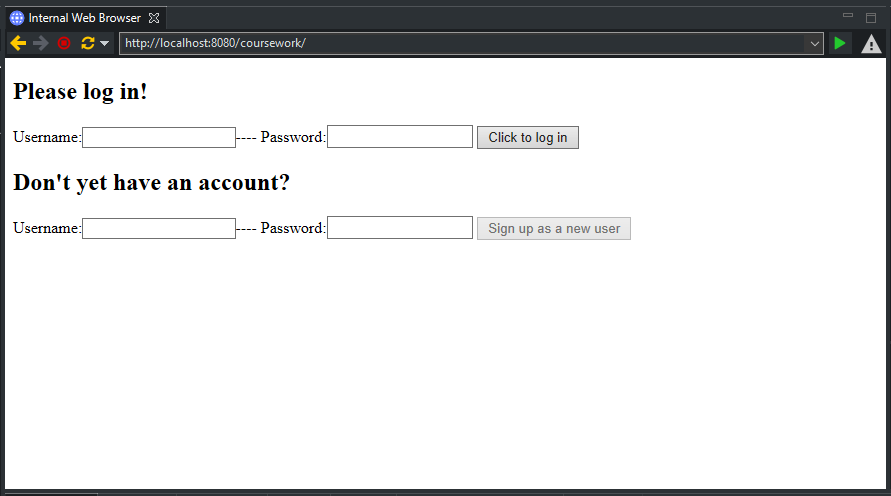 Internal Web Browser
http://localhost:8080/coursework/
Please log in!
Username: ---- Password: Click to log in
Don't yet have an account?
Username: ---- Password: Sign up as a new user